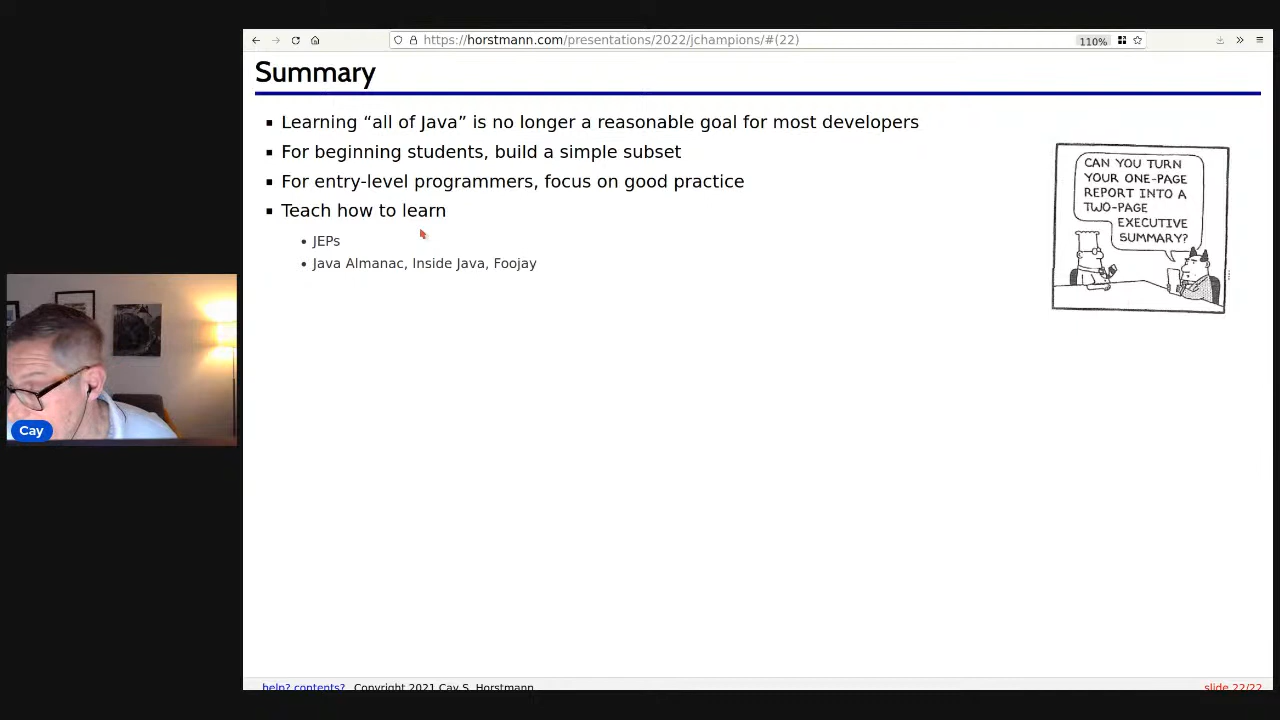 https://horstmann.com/presentations/2022/jchampions/#(22)
110%
Summary
Learning “all of Java” is no longer a reasonable goal for most developers
For beginning students, build a simple subset
For entry-level programmers, focus on good practice
Teach how to learn
JEPs
Java Almanac, Inside Java, Foojay
CAN YOU TURN
YOUR ONE-PAGE
REPORT INTO A
TWO-PAGE
EXECUTIVE
SUMMARY?
Cay
help? contents? Copyright 2021 Cay S. Horstmann
slide 22/22